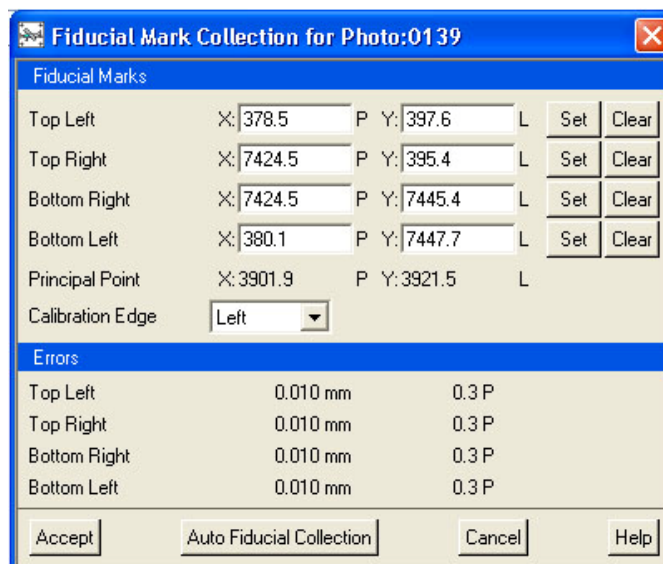 Fiducial Mark Collection for Photo:0139
Fiducial Marks
Top Left X: 378.5 P Y: 397.6 L Set Clear
Top Right X: 7424.5 P Y: 395.4 L Set Clear
Bottom Right X: 7424.5 P Y: 7445.4 L Set Clear
Bottom Left X: 380.1 P Y: 7447.7 L Set Clear
Principal Point X: 3901.9 P Y: 3921.5 L
Calibration Edge Left
Errors
Top Left 0.010 mm 0.3 P
Top Right 0.010 mm 0.3 P
Bottom Right 0.010 mm 0.3 P
Bottom Left 0.010 mm 0.3 P
Accept Auto Fiducial Collection Cancel Help